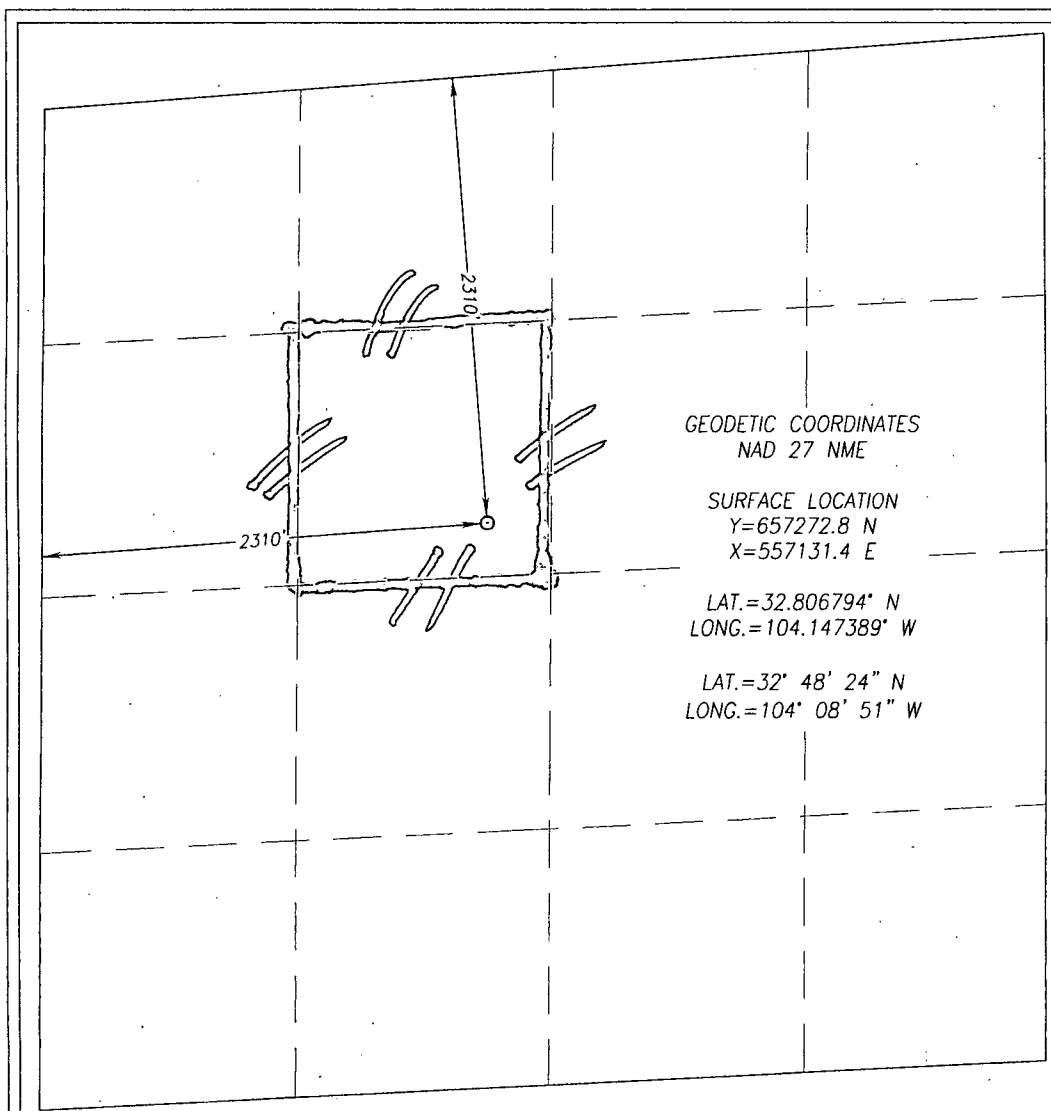 2310'
2310'
GEODETIC COORDINATES
NAD 27 NME
SURFACE LOCATION
Y=657272.8 N
X=557131.4 E
LAT.=32.806794° N
LONG.=104.147389° W
LAT.=32° 48' 24" N
LONG.=104° 08' 51" W